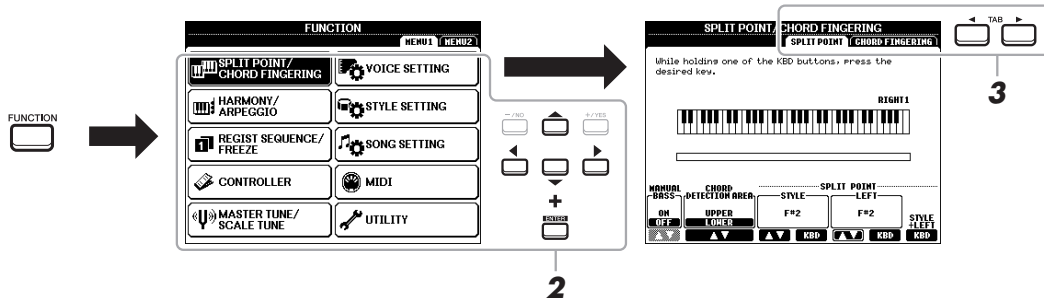 FUNCTION
FUNCTION
MENU1 MENU2
SPLIT POINT/
CHORD FINGERING
VOICE SETTING
HARMONY/
ARPEGGIO
STYLE SETTING
REGIST SEQUENCE/
FREEZE
SONG SETTING
CONTROLLER
MIDI
MASTER TUNE/
SCALE TUNE
UTILITY
−/NO
+/YES
+
ENTER
2
SPLIT POINT/CHORD FINGERING
SPLIT POINT CHORD FINGERING
While holding one of the KBD buttons, press the
desired key.
RIGHT1
MANUAL
BASS
ON
OFF
CHORD
DETECTION AREA
UPPER
LOWER
SPLIT POINT
STYLE
F#2
KBD
LEFT
F#2
KBD
STYLE
+LEFT
KBD
TAB
3